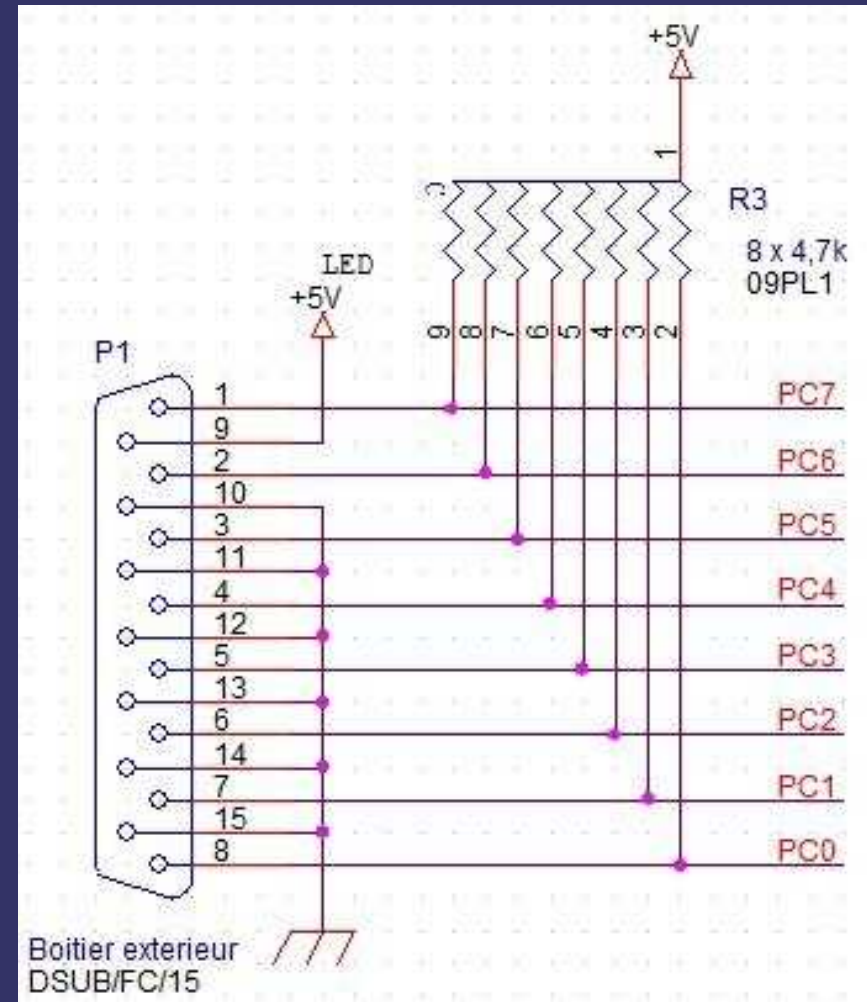 +5V
1
R3
8 x 4,7k
09PL1
C
LED
+5V
9
8
7
6
5
4
3
2
P1
1
PC7
9
2
PC6
10
3
PC5
11
4
PC4
12
5
PC3
13
6
PC2
14
7
PC1
15
8
PC0
Boitier exterieur
DSUB/FC/15